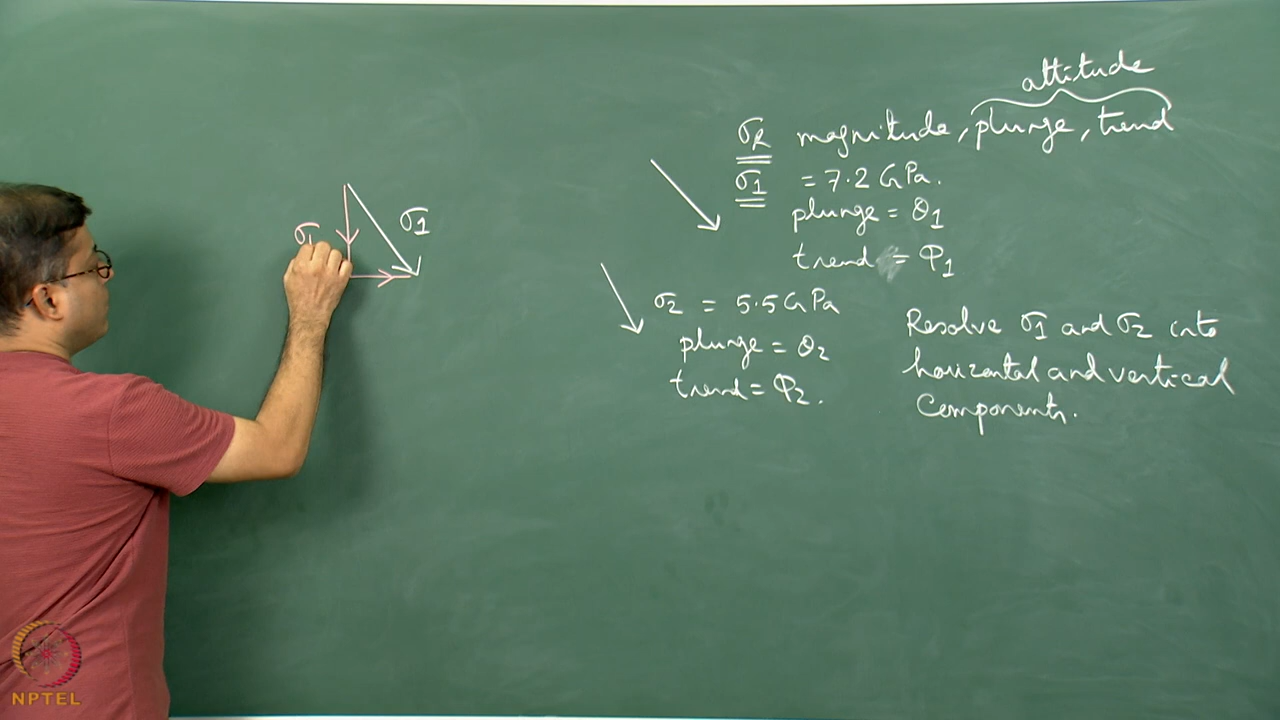 attitude
σR magnitude, plunge, trend
σ1 = 7.2 GPa.
plunge = θ1
trend = φ1
σ2 = 5.5 GPa
plunge = θ2
trend = φ2.
Resolve σ1 and σ2 into
horizontal and vertical
components.
σ1
σ
NPTEL